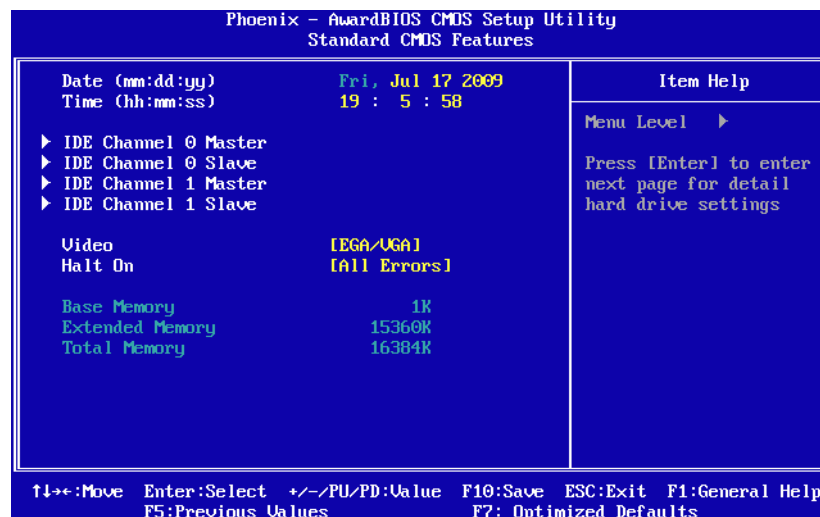 Phoenix - AwardBIOS CMOS Setup Utility
Standard CMOS Features
Date (mm:dd:yy) Fri, Jul 17 2009
Time (hh:mm:ss) 19 : 5 : 58
IDE Channel 0 Master
IDE Channel 0 Slave
IDE Channel 1 Master
IDE Channel 1 Slave
Video [EGA/VGA]
Halt On [All Errors]
Base Memory 1K
Extended Memory 15360K
Total Memory 16384K
Item Help
Menu Level ▶
Press [Enter] to enter
next page for detail
hard drive settings
↑↓→←:Move Enter:Select +/-/PU/PD:Value F10:Save ESC:Exit F1:General Help
F5:Previous Values F7: Optimized Defaults